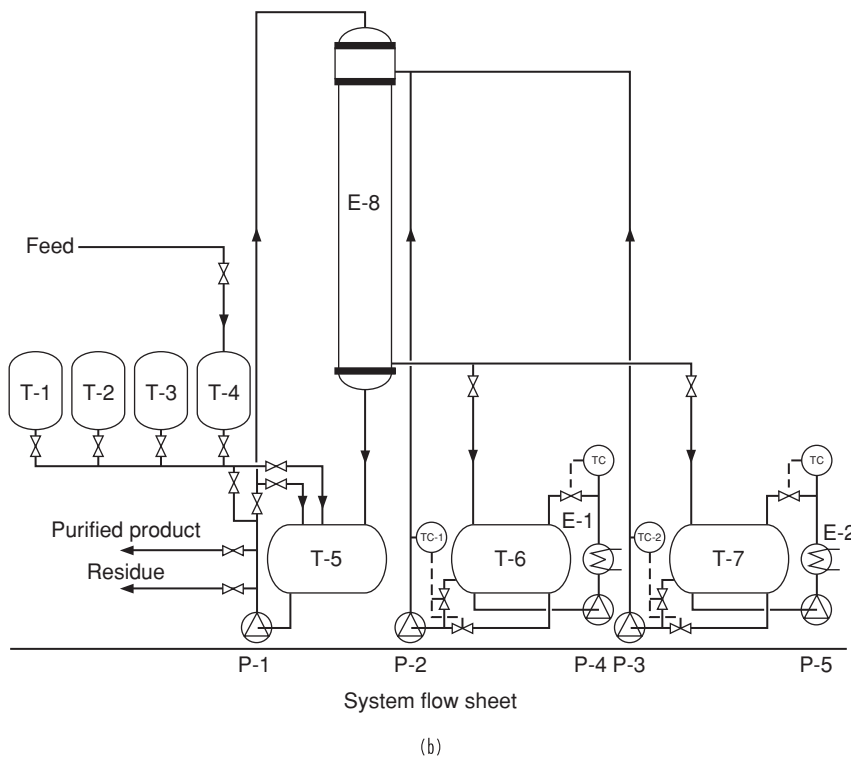 E-8
Feed
T-1
T-2
T-3
T-4
TC
TC
Purified product
Residue
T-5
TC-1
T-6
E-1
TC-2
T-7
E-2
P-1
P-2
P-4
P-3
P-5
System flow sheet
(b)